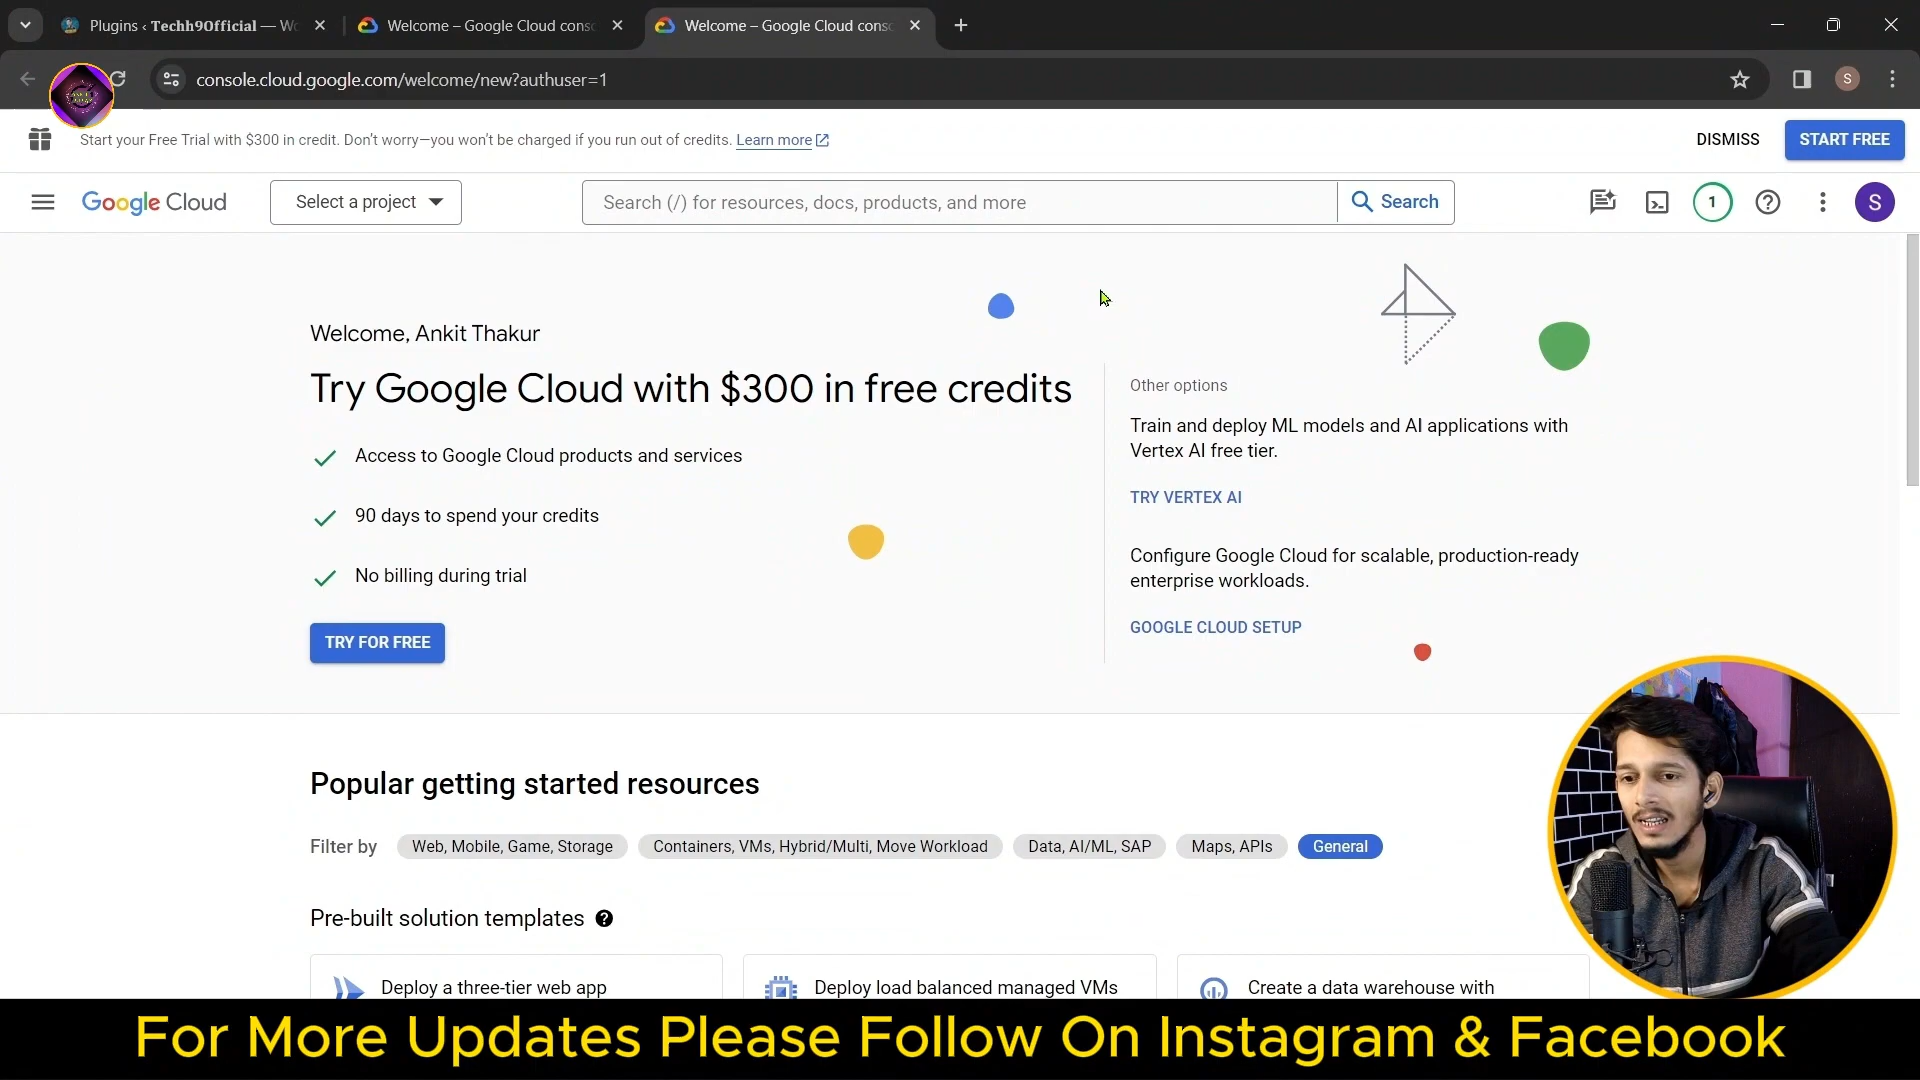 Plugins ‹ Techh9Official — Wo
Welcome – Google Cloud cons
Welcome – Google Cloud cons
console.cloud.google.com/welcome/new?authuser=1
S
Start your Free Trial with $300 in credit. Don't worry—you won't be charged if you run out of credits. Learn more
DISMISS
START FREE
Google Cloud
Select a project
Search (/) for resources, docs, products, and more
Search
1
S
Welcome, Ankit Thakur
Try Google Cloud with $300 in free credits
Access to Google Cloud products and services
90 days to spend your credits
No billing during trial
TRY FOR FREE
Other options
Train and deploy ML models and AI applications with
Vertex AI free tier.
TRY VERTEX AI
Configure Google Cloud for scalable, production-ready
enterprise workloads.
GOOGLE CLOUD SETUP
Popular getting started resources
Filter by
Web, Mobile, Game, Storage
Containers, VMs, Hybrid/Multi, Move Workload
Data, AI/ML, SAP
Maps, APIs
General
Pre-built solution templates
Deploy a three-tier web app
Deploy load balanced managed VMs
Create a data warehouse with
For More Updates Please Follow On Instagram & Facebook